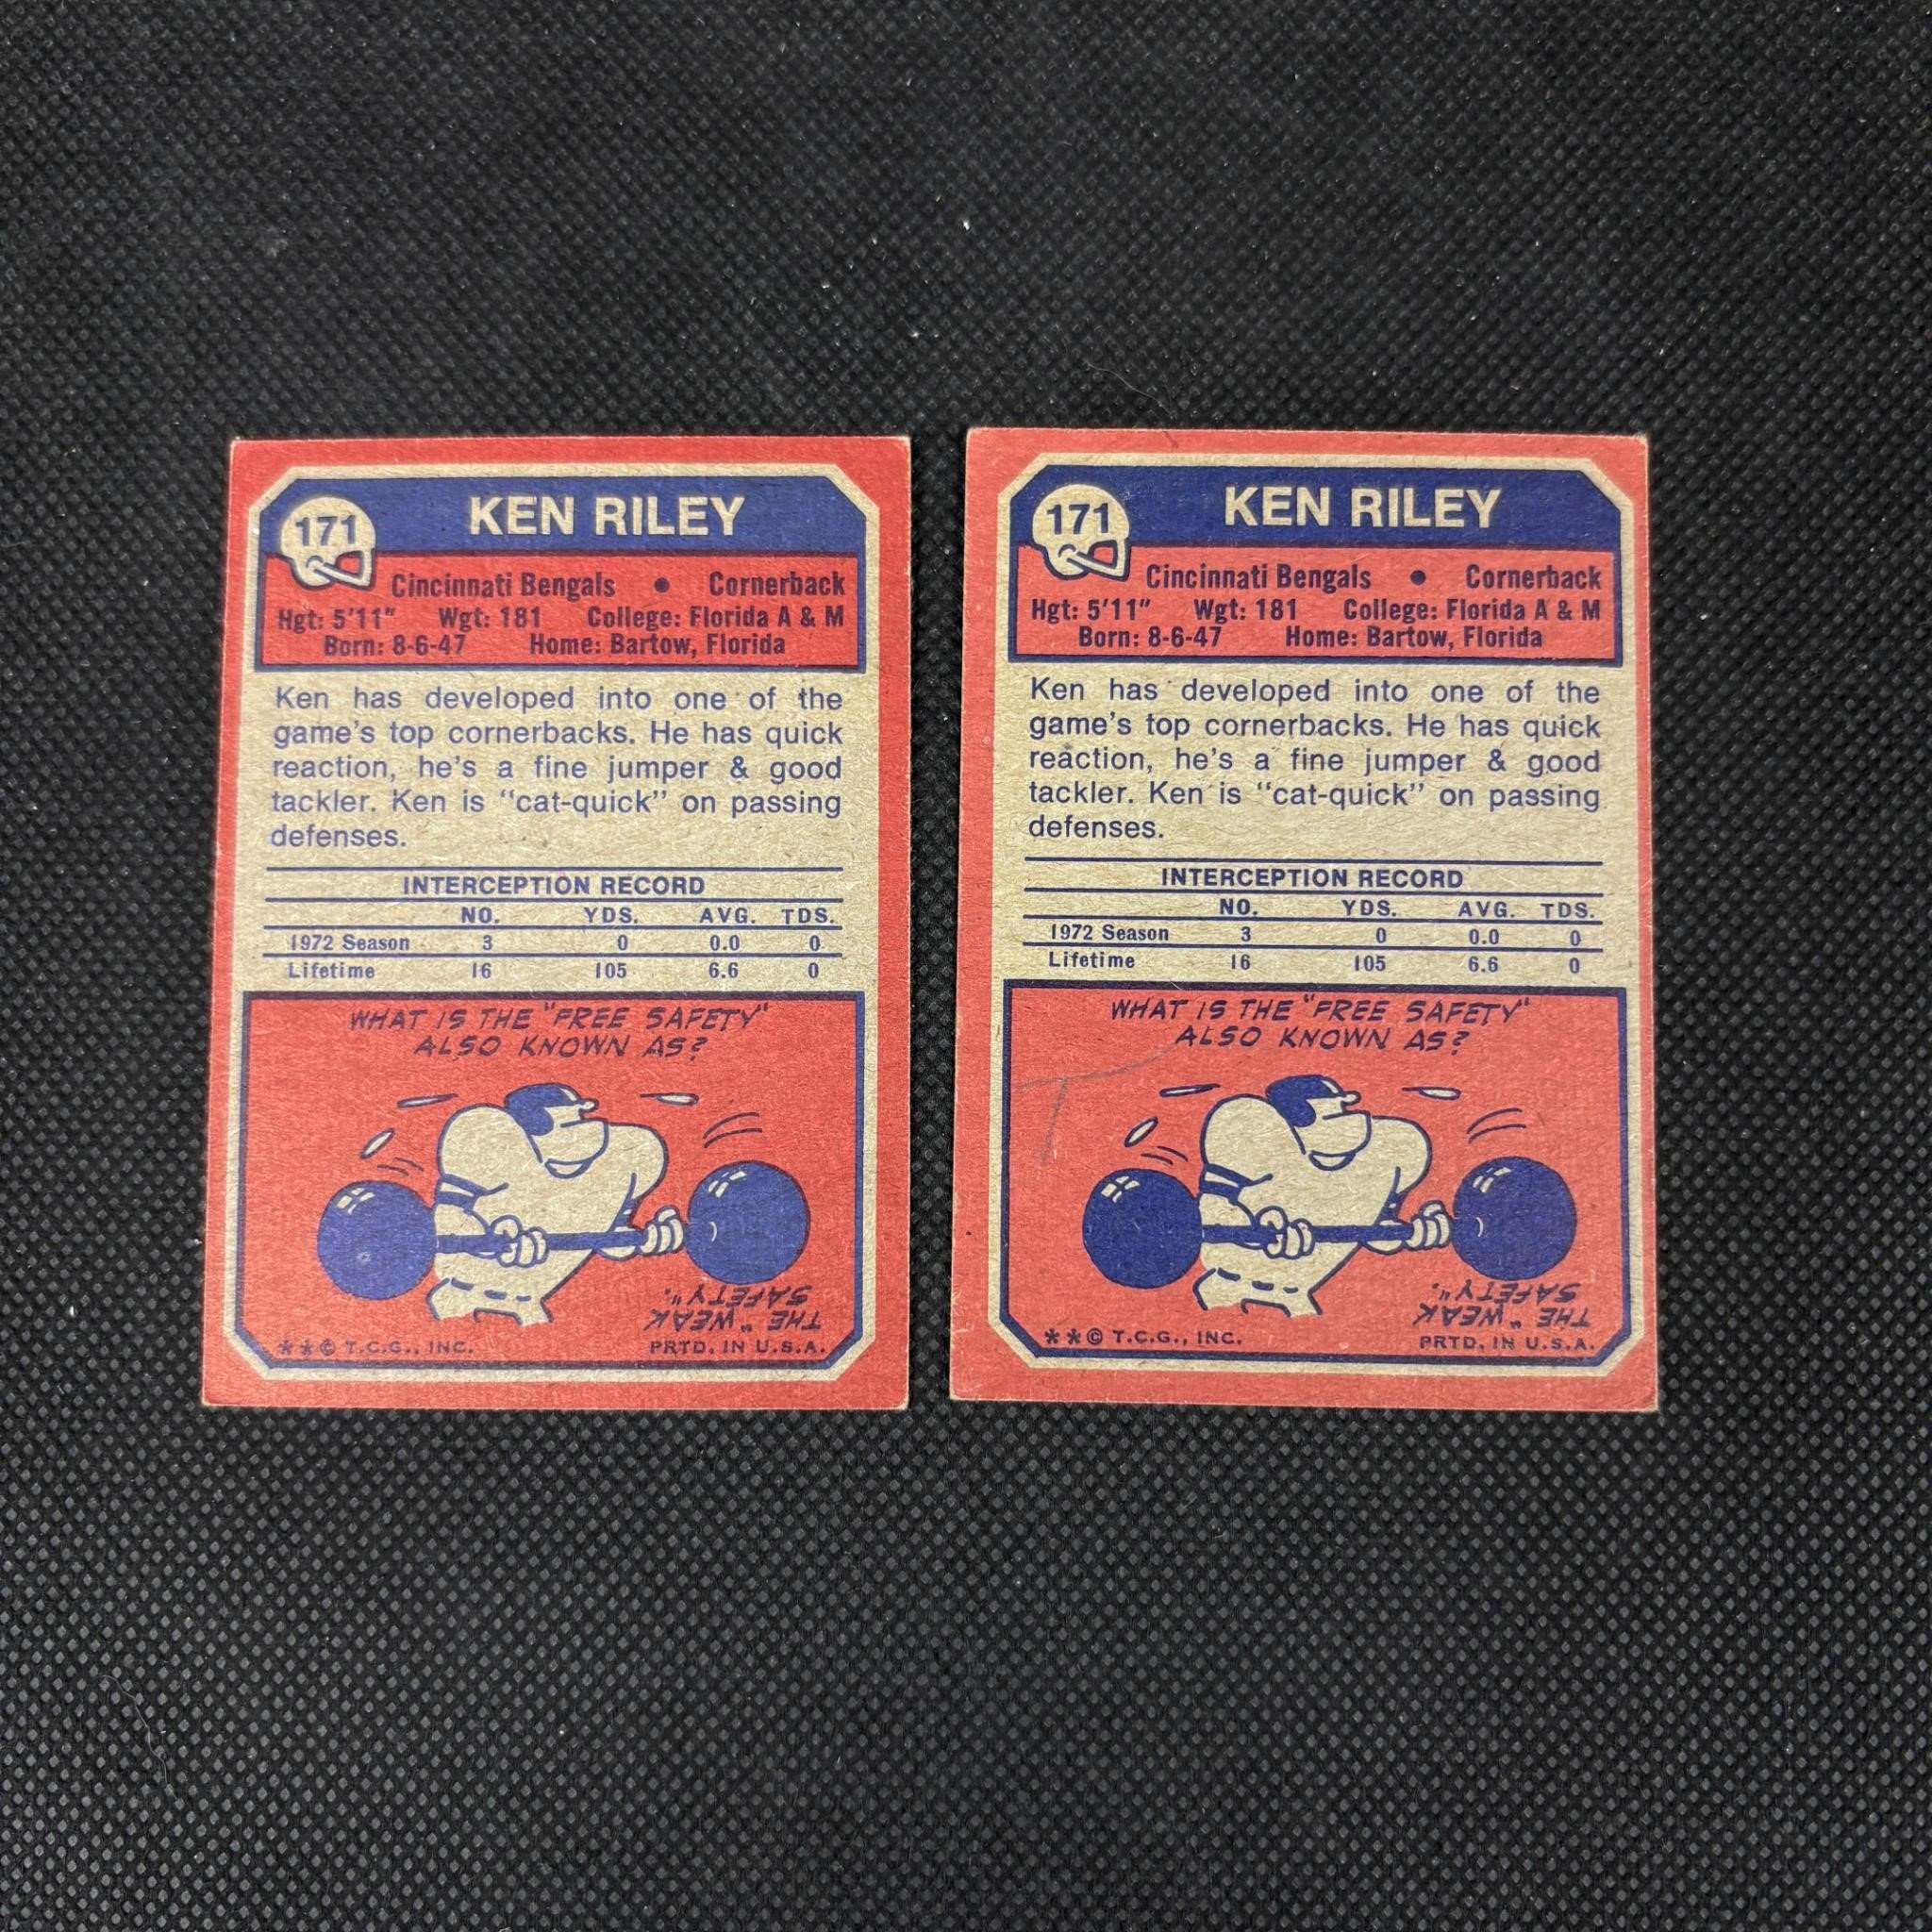 171
KEN RILEY
Cincinnati Bengals • Cornerback
Hgt: 5'11" Wgt: 181 College: Florida A & M
Born: 8-6-47 Home: Bartow, Florida
Ken has developed into one of the
game's top cornerbacks. He has quick
reaction, he's a fine jumper & good
tackler. Ken is "cat-quick" on passing
defenses.
INTERCEPTION RECORD
NO. YDS. AVG. TDS.
1972 Season 3 0 0.0 0
Lifetime 16 105 6.6 0
WHAT IS THE "FREE SAFETY"
ALSO KNOWN AS?
THE "WEAK
SAFETY".
**© T.C.G., INC. PRTD. IN U.S.A.
171
KEN RILEY
Cincinnati Bengals • Cornerback
Hgt: 5'11" Wgt: 181 College: Florida A & M
Born: 8-6-47 Home: Bartow, Florida
Ken has developed into one of the
game's top cornerbacks. He has quick
reaction, he's a fine jumper & good
tackler. Ken is "cat-quick" on passing
defenses.
INTERCEPTION RECORD
NO. YDS. AVG. TDS.
1972 Season 3 0 0.0 0
Lifetime 16 105 6.6 0
WHAT IS THE "FREE SAFETY"
ALSO KNOWN AS?
THE "WEAK
SAFETY".
**© T.C.G., INC. PRTD. IN U.S.A.